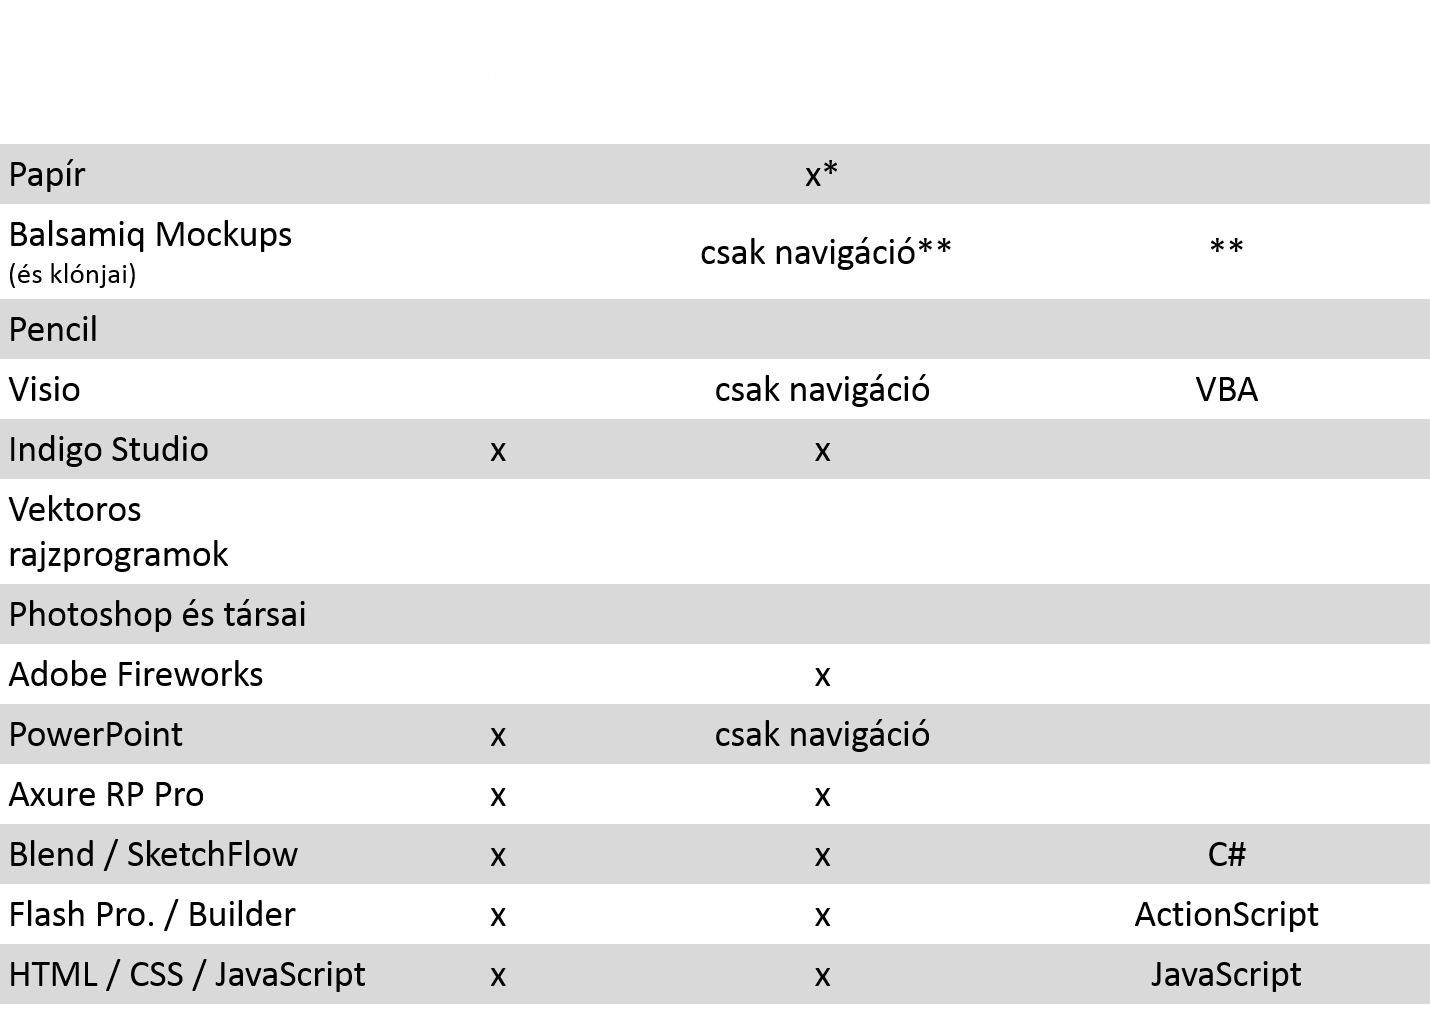 Papír x*
Balsamiq Mockups
(és klónjai) csak navigáció** **
Pencil
Visio csak navigáció VBA
Indigo Studio x x
Vektoros
rajzprogramok
Photoshop és társai
Adobe Fireworks x
PowerPoint x csak navigáció
Axure RP Pro x x
Blend / SketchFlow x x C#
Flash Pro. / Builder x x ActionScript
HTML / CSS / JavaScript x x JavaScript